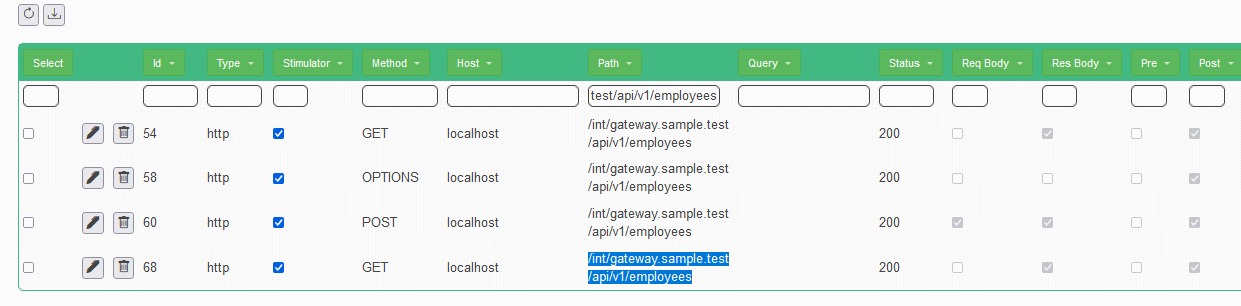 Select Id Type Stimulator Method Host Path Query Status Req Body Res Body Pre Post
test/api/v1/employees
54 http GET localhost /int/gateway.sample.test 200
/api/v1/employees
58 http OPTIONS localhost /int/gateway.sample.test 200
/api/v1/employees
60 http POST localhost /int/gateway.sample.test 200
/api/v1/employees
68 http GET localhost /int/gateway.sample.test 200
/api/v1/employees